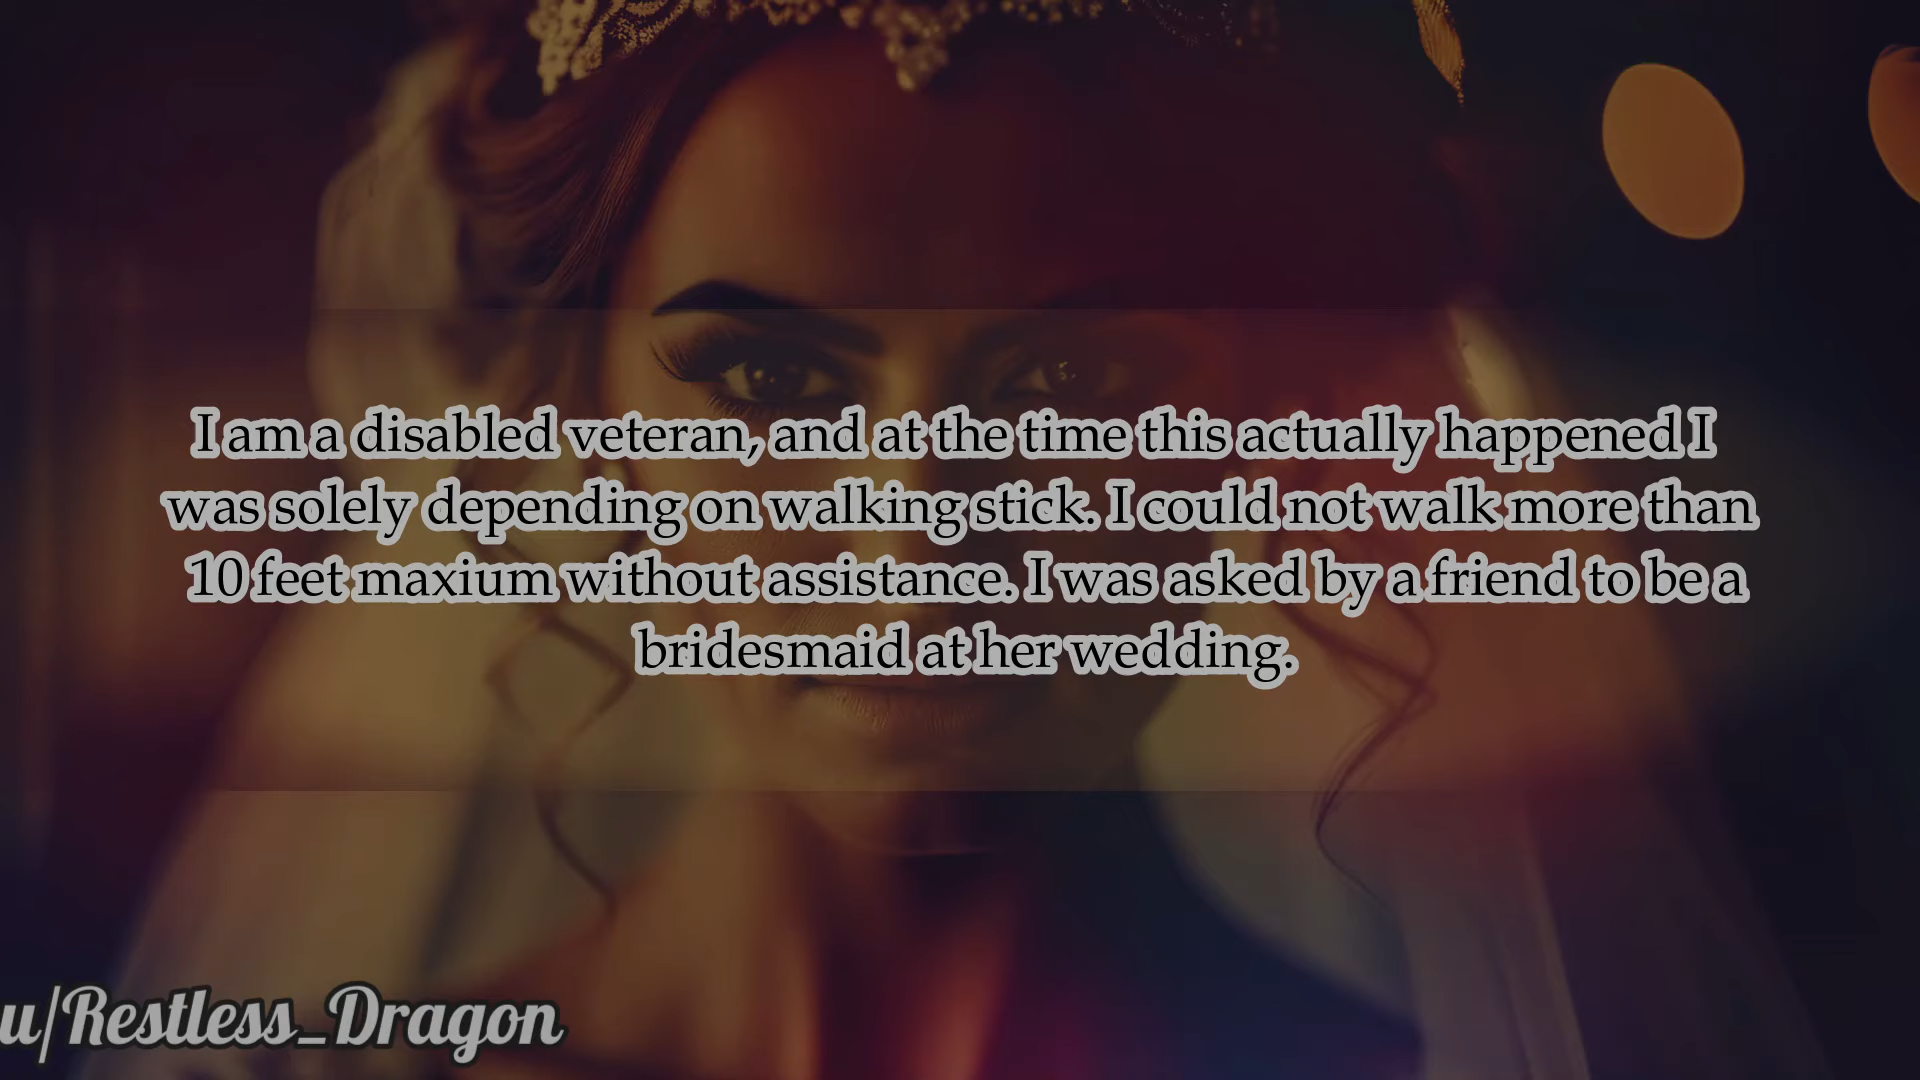 I am a disabled veteran, and at the time this actually happened I
was solely depending on walking stick. I could not walk more than
10 feet maxium without assistance. I was asked by a friend to be a
bridesmaid at her wedding.
u/Restless_Dragon